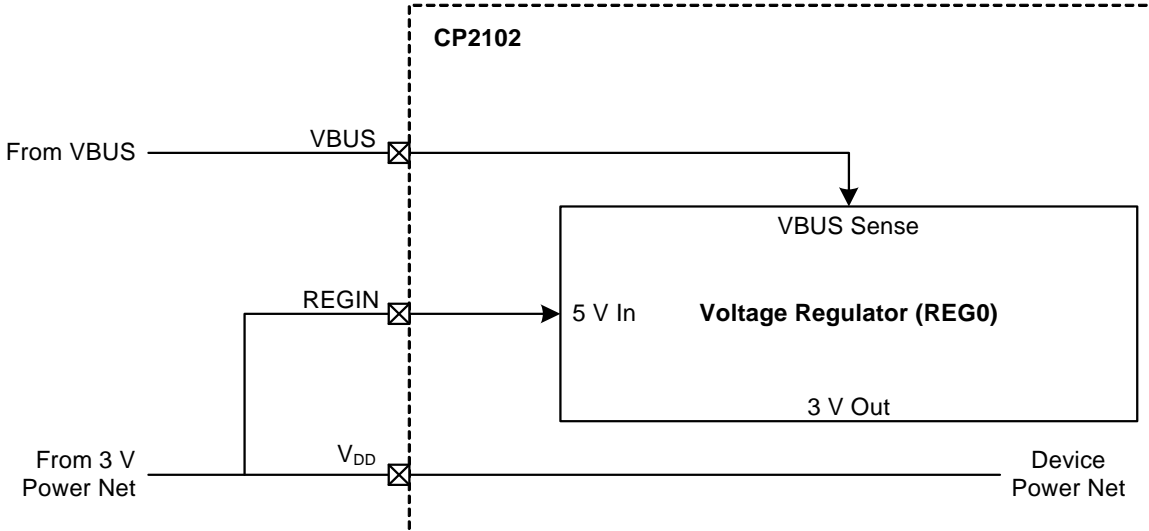 CP2102
From VBUS
VBUS
VBUS Sense
REGIN
5 V In
Voltage Regulator (REG0)
3 V Out
From 3 V
Power Net
VDD
Device
Power Net